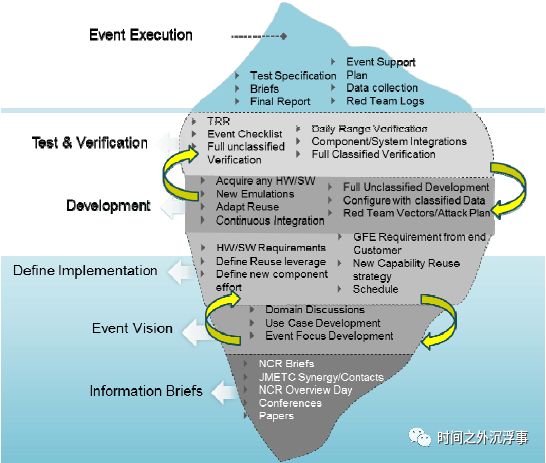 Event Execution
Test Specification
Briefs
Final Report
Event Support
Plan
Data collection
Red Team Logs
Test & Verification
TRR
Event Checklist
Full unclassified
Verification
Daily Range Verification
Component/System Integrations
Full Classified Verification
Development
Acquire any HW/SW
New Emulations
Adapt Reuse
Continuous Integration
Full Unclassified Development
Configure with classified Data
Red Team Vectors/Attack Plan
Define Implementation
HW/SW Requirements
Define Reuse leverage
Define new component
effort
GFE Requirement from end
Customer
New Capability Reuse
strategy
Schedule
Event Vision
Domain Discussions
Use Case Development
Event Focus Development
Information Briefs
NCR Briefs
JMETC Synergy/Contacts
NCR Overview Day
Conferences
Papers
时间之外沉浮事